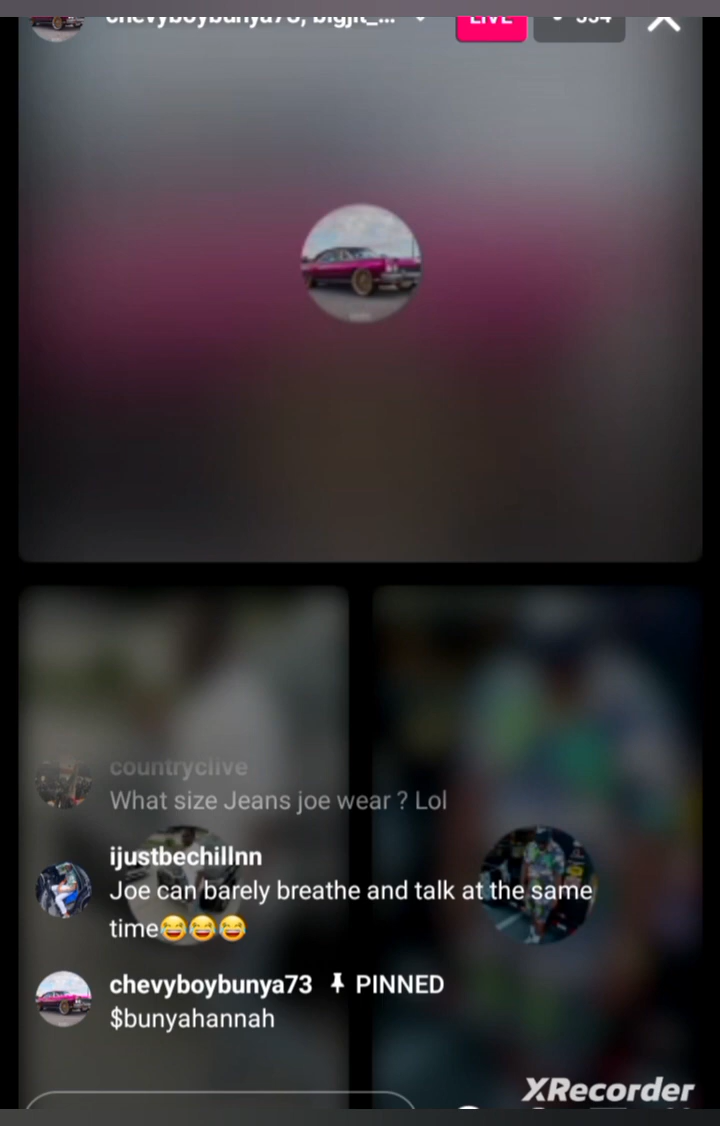 chevyboybunya73, bigjit_...
LIVE
554
countryclive
What size Jeans joe wear ? Lol
ijustbechillnn
Joe can barely breathe and talk at the same
time😂😂😂
chevyboybunya73 📌 PINNED
$bunyahannah
XRecorder